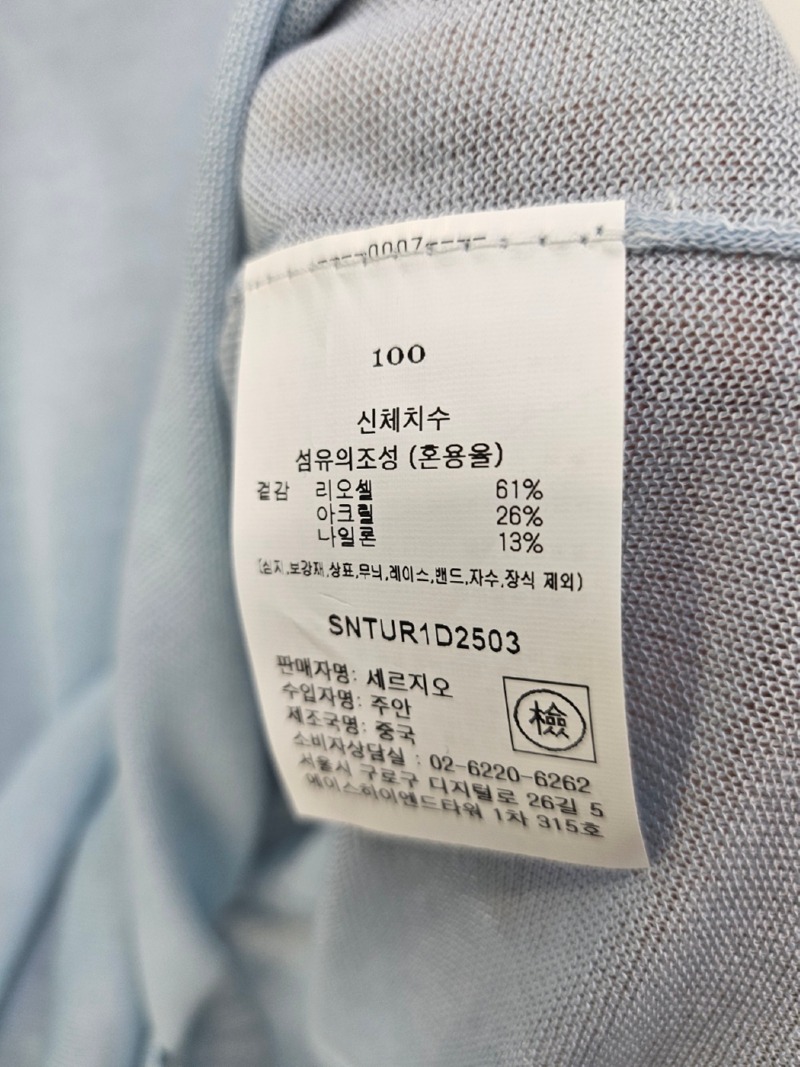 ----0007----
100
신체치수
섬유의조성 (혼용율)
겉감 리오셀 61%
아크릴 26%
나일론 13%
(심지,보강재,상표,무늬,레이스,밴드,자수,장식 제외)
SNTUR1D2503
판매자명: 세르지오
수입자명: 주안
제조국명: 중국
檢
소비자상담실 : 02-6220-6262
서울시 구로구 디지털로 26길 5
에이스하이엔드타워 1차 315호